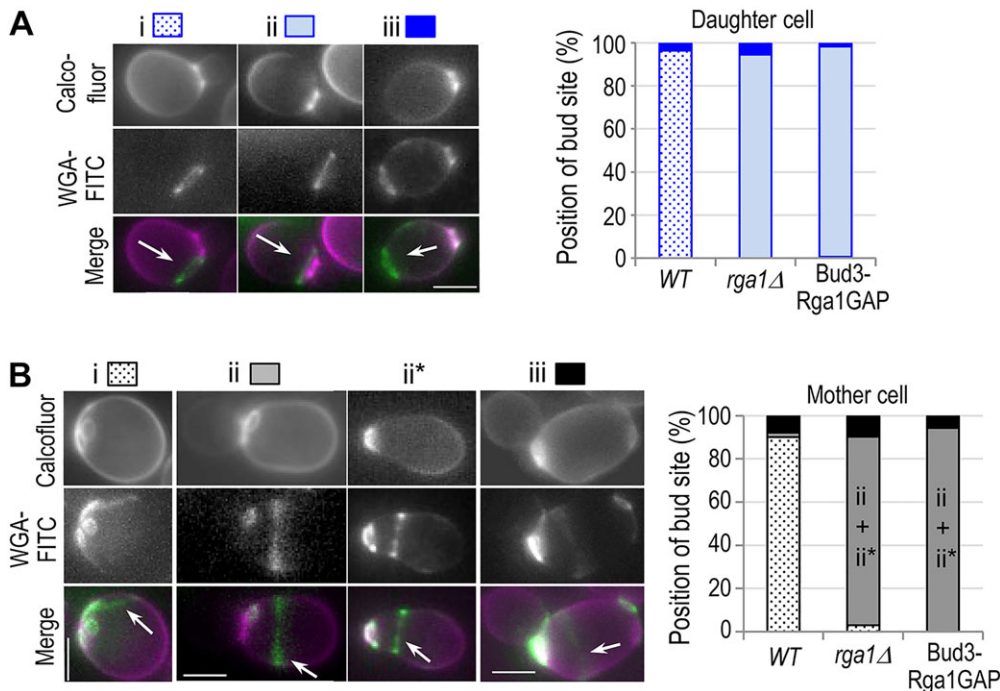 A
i
ii
iii
Calco-
fluor
WGA-
FITC
Merge
Daughter cell
Position of bud site (%)
100
80
60
40
20
0
WT
rga1Δ
Bud3-
Rga1GAP
B
i
ii
ii*
iii
Calcofluor
WGA-
FITC
Merge
Mother cell
Position of bud site (%)
100
80
60
40
20
0
ii
+
ii*
ii
+
ii*
WT
rga1Δ
Bud3-
Rga1GAP